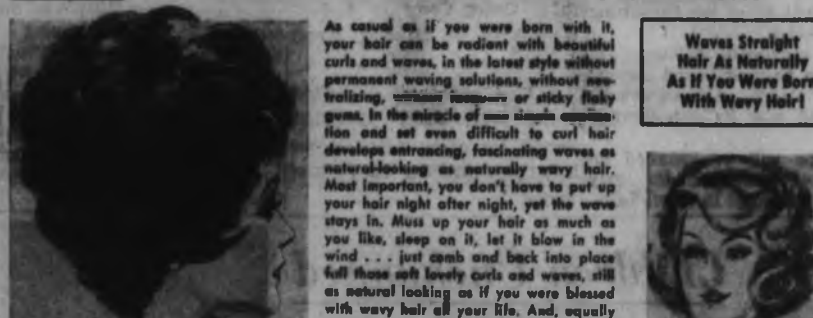 As casual as if you were born with it,
your hair can be radiant with beautiful
curls and waves, in the latest style without
permanent waving solutions, without neu-
tralizing, or sticky flaky
gums. In the miracle of
tion and set even difficult to curl hair
develops entrancing, fascinating waves as
natural-looking as naturally wavy hair.
Most important, you don't have to put up
your hair night after night, yet the wave
stays in. Muss up your hair as much as
you like, sleep on it, let it blow in the
wind . . . just comb and back into place
fall those soft lovely curls and waves, still
as natural looking as if you were blessed
with wavy hair all your life. And, equally
Waves Straight
Hair As Naturally
As If You Were Born
With Wavy Hair!